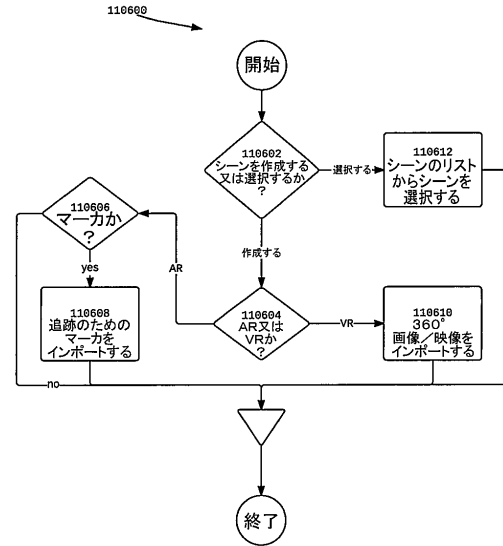 110600
開始
110602
シーンを作成する
又は選択するか
?
選択する
110612
シーンのリスト
からシーンを
選択する
作成する
110606
マーカか
?
yes
AR
110604
AR又は
VRか
?
VR
110608
追跡のための
マーカを
インポートする
110610
360°
画像/映像を
インポートする
no
終了